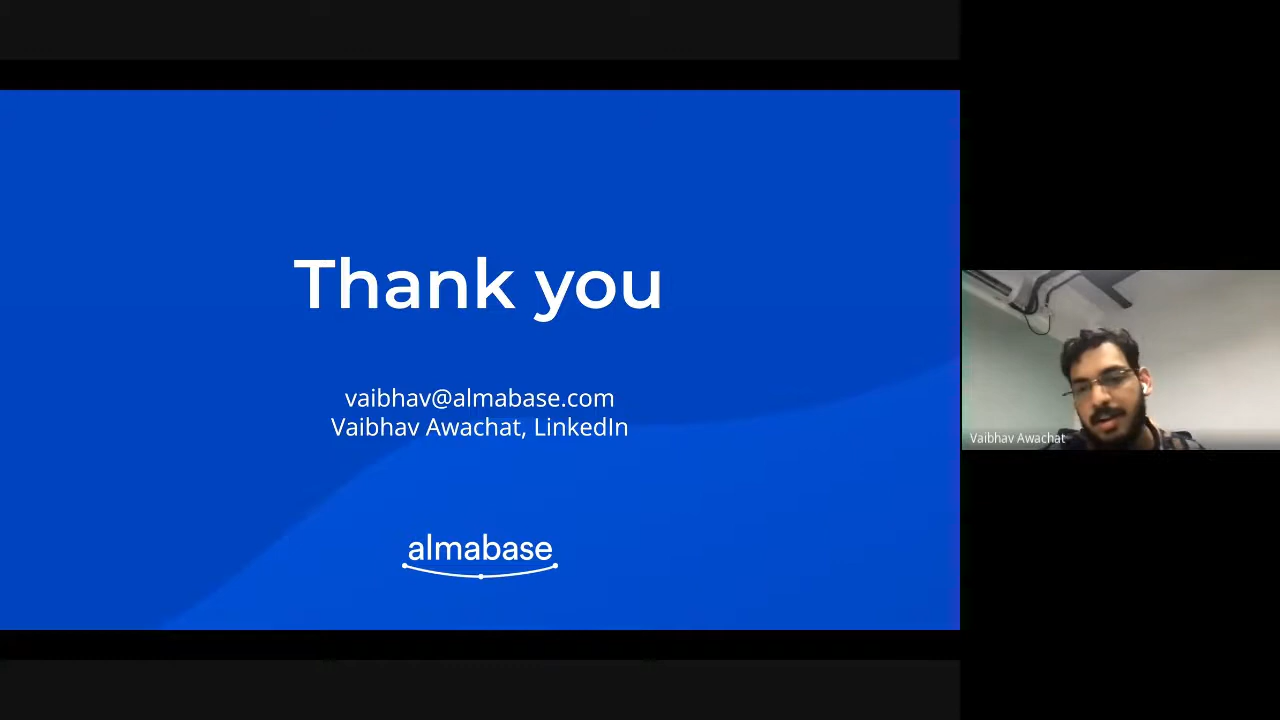 Thank you
vaibhav@almabase.com
Vaibhav Awachat, LinkedIn
almabase
Vaibhav Awachat